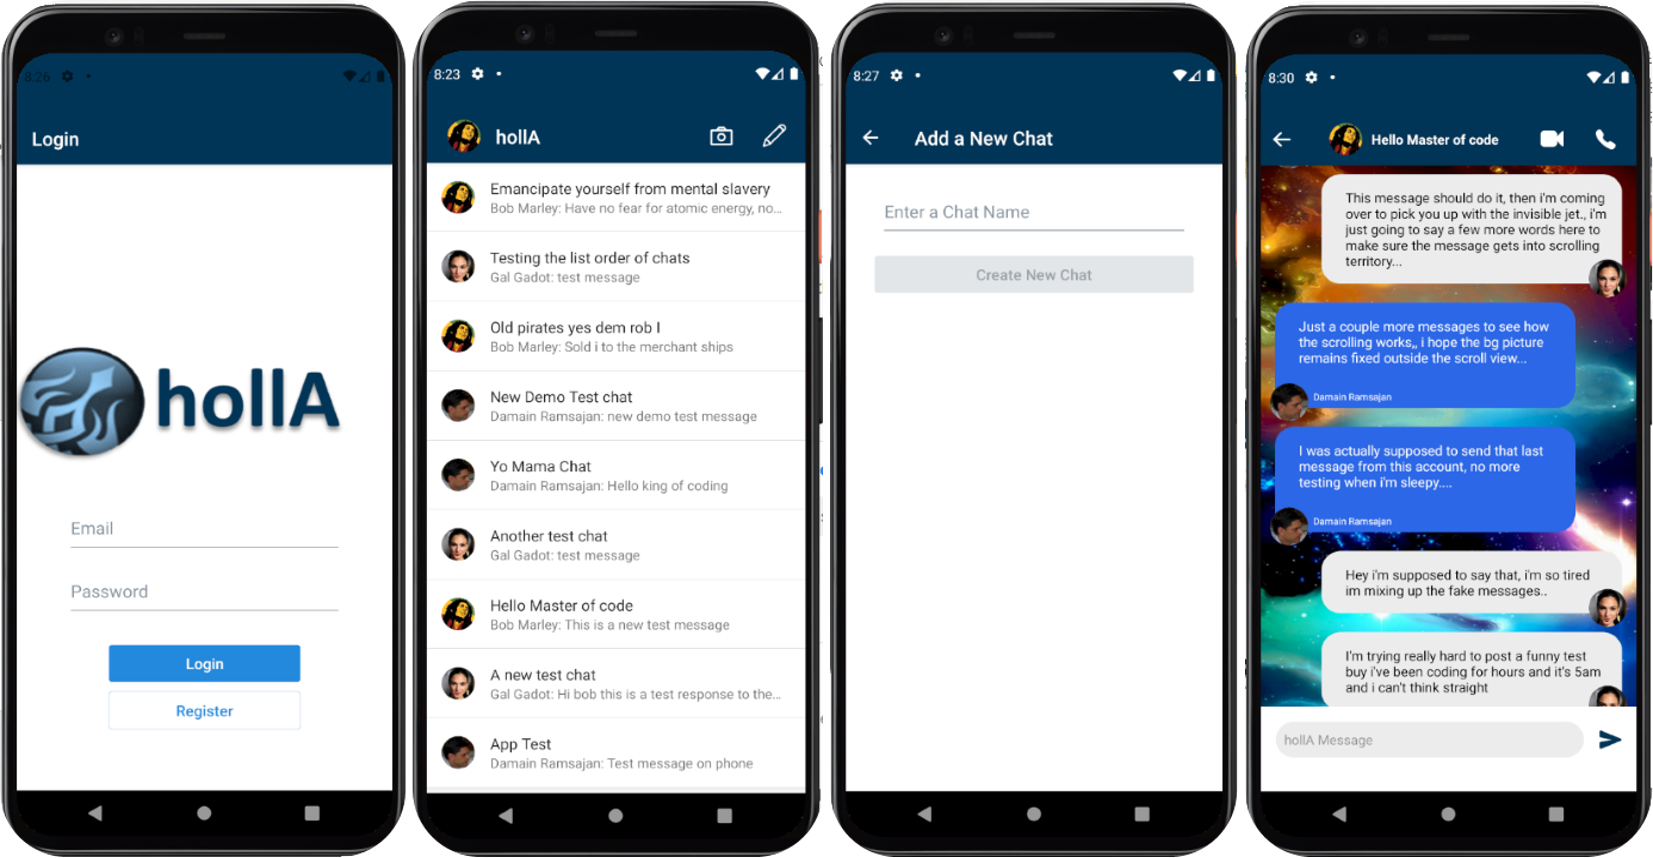 8:26
Login
hollA
Email
Password
Login
Register
8:23
hollA
Emancipate yourself from mental slavery
Bob Marley: Have no fear for atomic energy, no...
Testing the list order of chats
Gal Gadot: test message
Old pirates yes dem rob I
Bob Marley: Sold i to the merchant ships
New Demo Test chat
Damain Ramsajan: new demo test message
Yo Mama Chat
Damain Ramsajan: Hello king of coding
Another test chat
Gal Gadot: test message
Hello Master of code
Bob Marley: This is a new test message
A new test chat
Gal Gadot: Hi bob this is a test response to the...
App Test
Damain Ramsajan: Test message on phone
8:27
Add a New Chat
Enter a Chat Name
Create New Chat
8:30
Hello Master of code
This message should do it, then i'm coming
over to pick you up with the invisible jet., i'm
just going to say a few more words here to
make sure the message gets into scrolling
territory...
Just a couple more messages to see how
the scrolling works,, i hope the bg picture
remains fixed outside the scroll view...
Damain Ramsajan
I was actually supposed to send that last
message from this account, no more
testing when i'm sleepy....
Damain Ramsajan
Hey i'm supposed to say that, i'm so tired
im mixing up the fake messages..
I'm trying really hard to post a funny test
buy i've been coding for hours and it's 5am
and i can't think straight
hollA Message